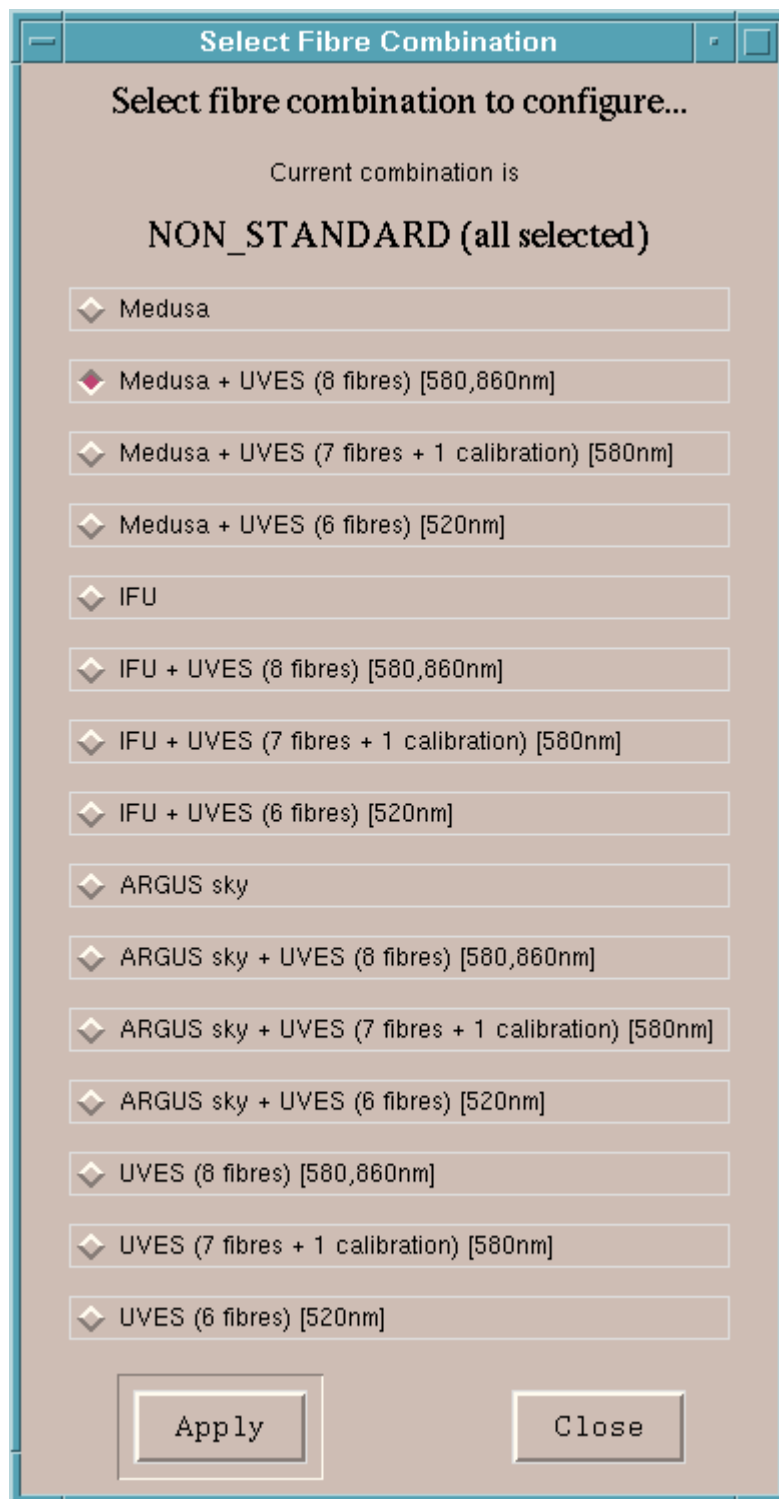 Select Fibre Combination
Select fibre combination to configure...
Current combination is
NON_STANDARD (all selected)
Medusa
Medusa + UVES (8 fibres) [580,860nm]
Medusa + UVES (7 fibres + 1 calibration) [580nm]
Medusa + UVES (6 fibres) [520nm]
IFU
IFU + UVES (8 fibres) [580,860nm]
IFU + UVES (7 fibres + 1 calibration) [580nm]
IFU + UVES (6 fibres) [520nm]
ARGUS sky
ARGUS sky + UVES (8 fibres) [580,860nm]
ARGUS sky + UVES (7 fibres + 1 calibration) [580nm]
ARGUS sky + UVES (6 fibres) [520nm]
UVES (8 fibres) [580,860nm]
UVES (7 fibres + 1 calibration) [580nm]
UVES (6 fibres) [520nm]
Apply Close